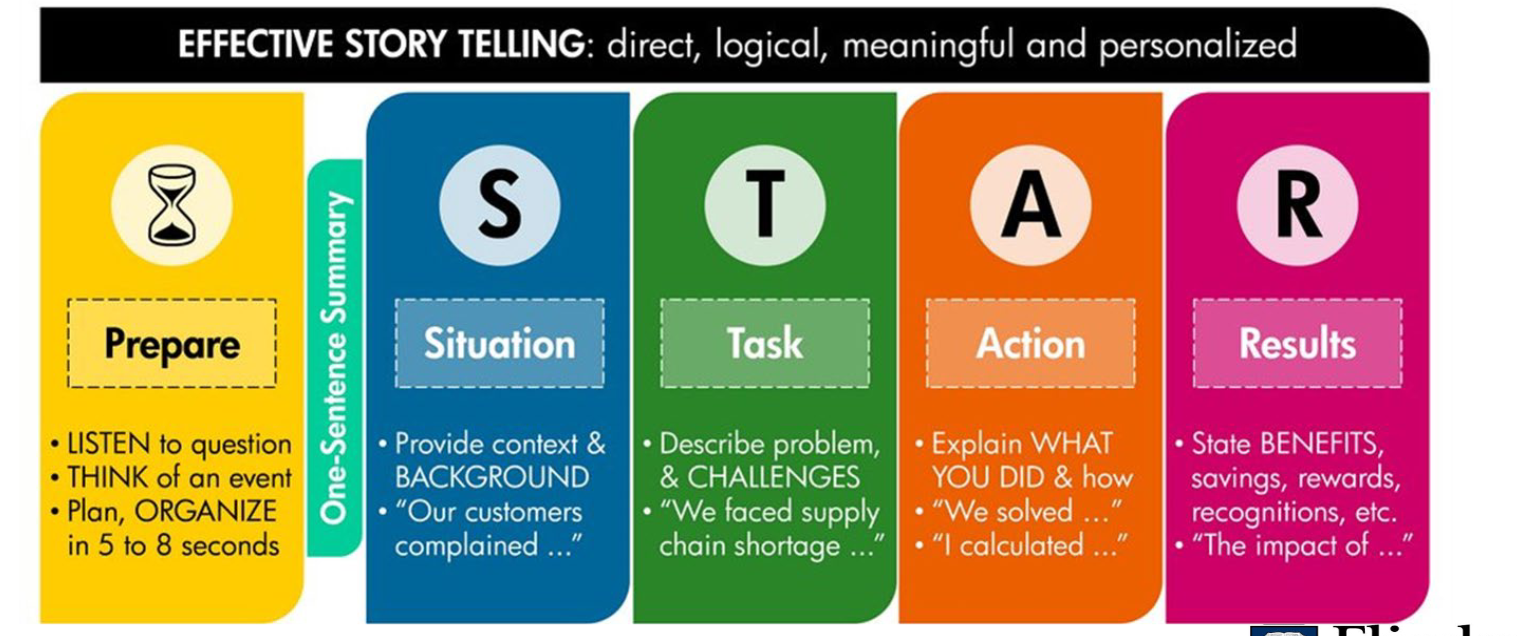 EFFECTIVE STORY TELLING: direct, logical, meaningful and personalized
Prepare
• LISTEN to question
• THINK of an event
• Plan, ORGANIZE
in 5 to 8 seconds
One-Sentence Summary
S
Situation
• Provide context &
BACKGROUND
• “Our customers
complained ...”
T
Task
• Describe problem,
& CHALLENGES
• “We faced supply
chain shortage ...”
A
Action
• Explain WHAT
YOU DID & how
• “We solved ...”
• “I calculated ...”
R
Results
• State BENEFITS,
savings, rewards,
recognitions, etc.
• “The impact of ...”